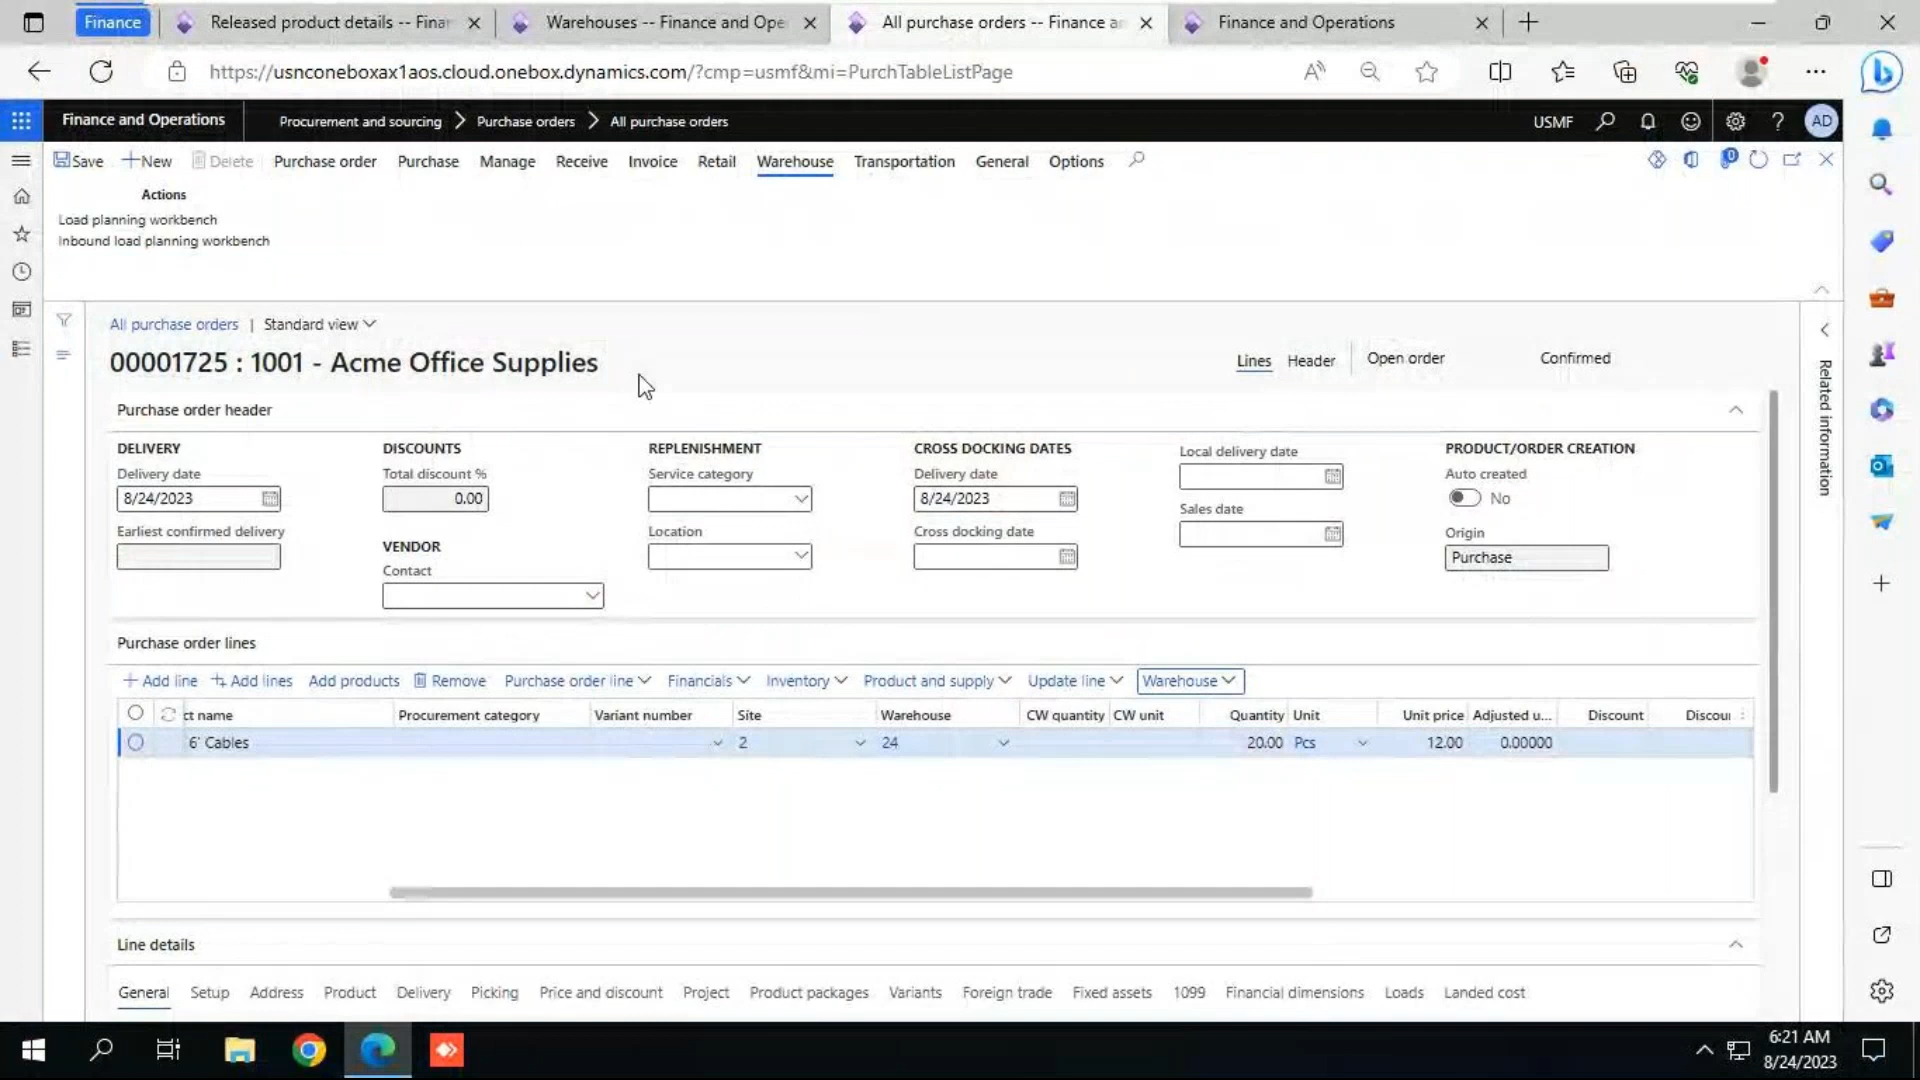 Finance
Released product details -- Finan
Warehouses -- Finance and Ope
All purchase orders -- Finance a
Finance and Operations
https://usnconeboxax1aos.cloud.onebox.dynamics.com/?cmp=usmf&mi=PurchTableListPage
Finance and Operations
Procurement and sourcing
Purchase orders
All purchase orders
USMF
AD
Save
New
Delete
Purchase order
Purchase
Manage
Receive
Invoice
Retail
Warehouse
Transportation
General
Options
0
Actions
Load planning workbench
Inbound load planning workbench
All purchase orders | Standard view
00001725 : 1001 - Acme Office Supplies
Lines
Header
Open order
Confirmed
Related information
Purchase order header
DELIVERY
Delivery date
8/24/2023
Earliest confirmed delivery
DISCOUNTS
Total discount %
0.00
VENDOR
Contact
REPLENISHMENT
Service category
Location
CROSS DOCKING DATES
Delivery date
8/24/2023
Cross docking date
Local delivery date
Sales date
PRODUCT/ORDER CREATION
Auto created
No
Origin
Purchase
Purchase order lines
Add line
Add lines
Add products
Remove
Purchase order line
Financials
Inventory
Product and supply
Update line
Warehouse
ct name
Procurement category
Variant number
Site
Warehouse
CW quantity
CW unit
Quantity
Unit
Unit price
Adjusted u...
Discount
Discou
6' Cables
2
24
20.00
Pcs
12.00
0.00000
Line details
General
Setup
Address
Product
Delivery
Picking
Price and discount
Project
Product packages
Variants
Foreign trade
Fixed assets
1099
Financial dimensions
Loads
Landed cost
6:21 AM
8/24/2023